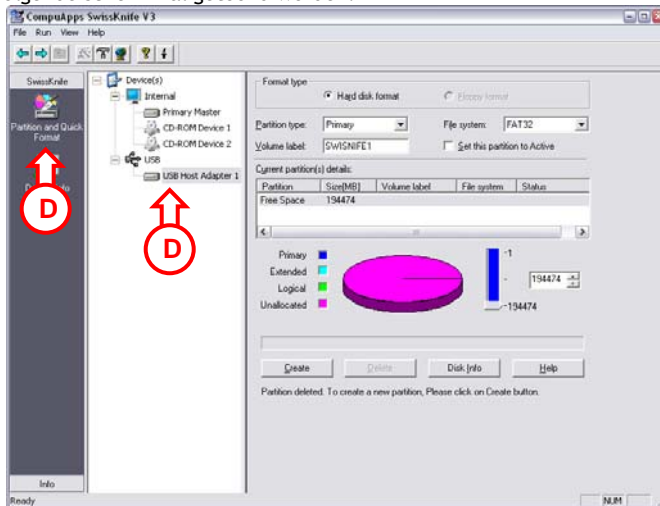 CompuApps SwissKnife V3
File Run View Help
SwissKnife
Partition and Quick
Format
Info
D
Device(s)
Internal
Primary Master
CD-ROM Device 1
CD-ROM Device 2
USB
USB Host Adapter 1
D
Format type
Hard disk format
Partition type: Primary File system: FAT32
Volume label: SWISNIFE1 Set this partition to Active
Current partition(s) details:
Partition Size[MB] Volume label File system Status
Free Space 194474
Primary
Extended
Logical
Unallocated
-1
194474
-194474
Create Delete Disk Info Help
Partition deleted. To create a new partition, Please click on Create button.
Ready
NUM